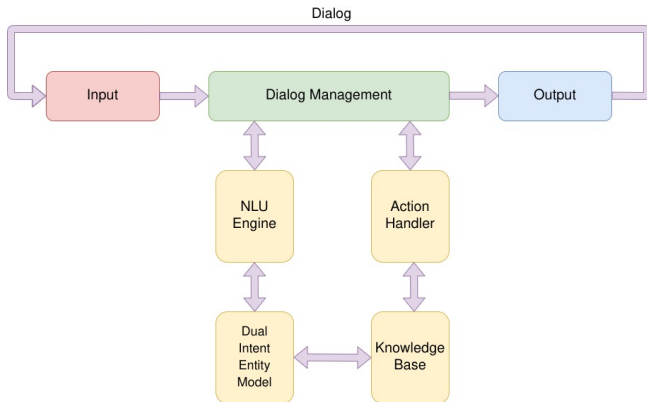 Dialog
Input
Dialog Management
Output
NLU
Engine
Action
Handler
Dual
Intent
Entity
Model
Knowledge
Base